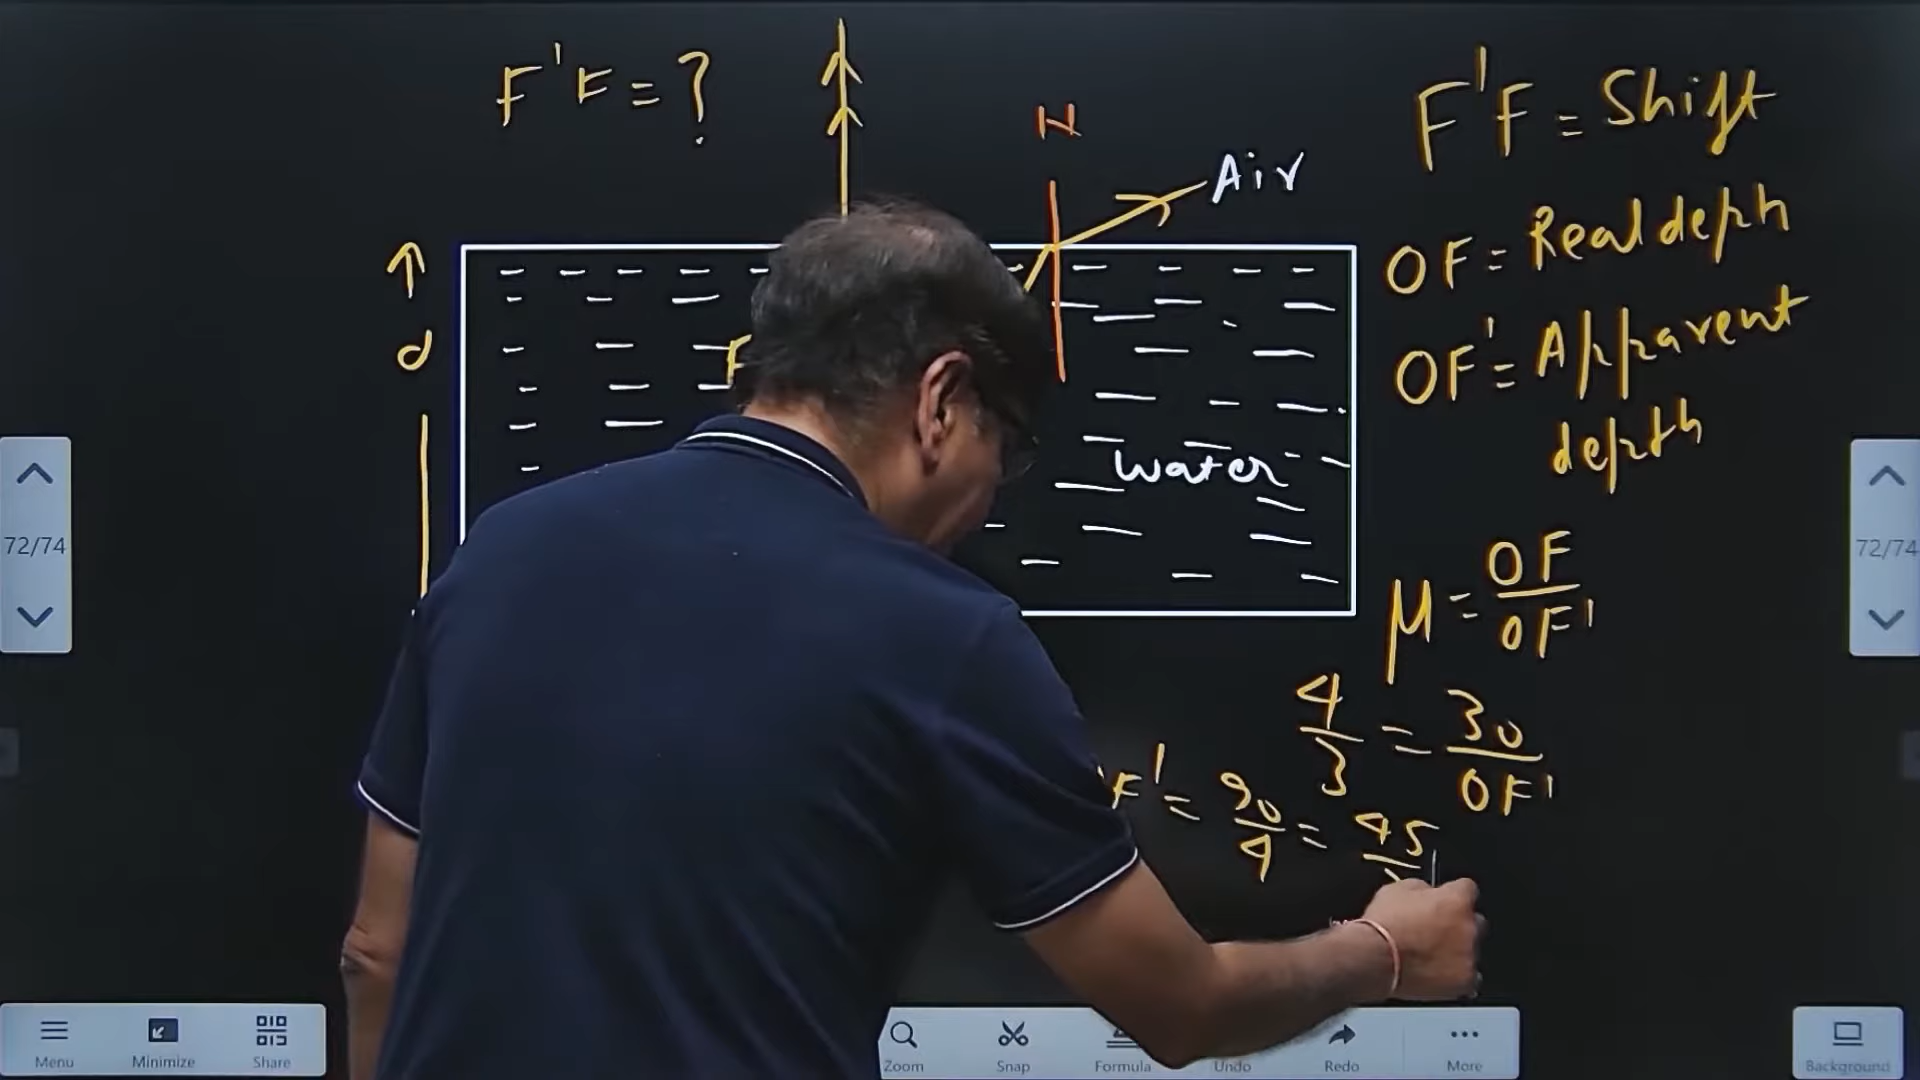 F'F = ?
N
Air
d
F
water
F'F = Shift
OF = Real depth
OF' = Apparent
depth
μ = OF/OF'
4/3 = 30/OF'
F' = 90/4 = 45/
72/74
72/74
Menu
Minimize
Share
Zoom
Snap
Formula
Undo
Redo
More
Background